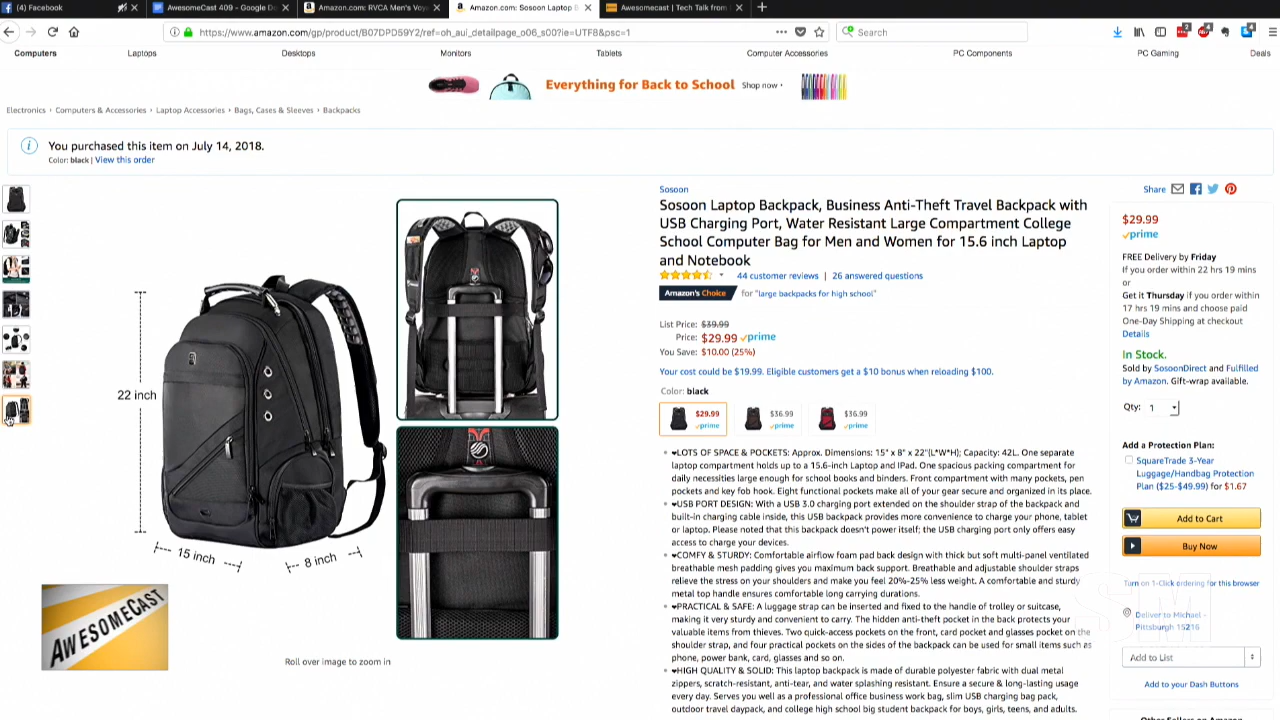 (4) Facebook
AwesomeCast 409 - Google D
Amazon.com: RVCA Men's Voy
Amazon.com: Sosoon Laptop B
Awesomecast | Tech Talk from
https://www.amazon.com/gp/product/B07DPD59Y2/ref=oh_aui_detailpage_o06_s00?ie=UTF8&psc=1
Search
Computers
Laptops
Desktops
Monitors
Tablets
Computer Accessories
PC Components
PC Gaming
Deals
Everything for Back to School Shop now ›
Electronics › Computers & Accessories › Laptop Accessories › Bags, Cases & Sleeves › Backpacks
You purchased this item on July 14, 2018.
Color: black | View this order
22 inch
15 inch
8 inch
AWESOMECAST
Roll over image to zoom in
Sosoon
Sosoon Laptop Backpack, Business Anti-Theft Travel Backpack with
USB Charging Port, Water Resistant Large Compartment College
School Computer Bag for Men and Women for 15.6 inch Laptop
and Notebook
44 customer reviews | 26 answered questions
Amazon's Choice for "large backpacks for high school"
List Price: $39.99
Price: $29.99 prime
You Save: $10.00 (25%)
Your cost could be $19.99. Eligible customers get a $10 bonus when reloading $100.
Color: black
$29.99
prime
$36.99
prime
$36.99
prime
• ♥LOTS OF SPACE & POCKETS: Approx. Dimensions: 15" x 8" x 22"(L*W*H); Capacity: 42L. One separate
laptop compartment holds up to a 15.6-inch Laptop and IPad. One spacious packing compartment for
daily necessities large enough for school books and binders. Front compartment with many pockets, pen
pockets and key fob hook. Eight functional pockets make all of your gear secure and organized in its place.
• ♥USB PORT DESIGN: With a USB 3.0 charging port extended on the shoulder strap of the backpack and
built-in charging cable inside, this USB backpack provides more convenience to charge your phone, tablet
or laptop. Please noted that this backpack doesn't power itself; the USB charging port only offers easy
access to charge your devices.
• ♥COMFY & STURDY: Comfortable airflow foam pad back design with thick but soft multi-panel ventilated
breathable mesh padding gives you maximum back support. Breathable and adjustable shoulder straps
relieve the stress on your shoulders and make you feel 20%-25% less weight. A comfortable and sturdy
metal top handle ensures comfortable long carrying durations.
• ♥PRACTICAL & SAFE: A luggage strap can be inserted and fixed to the handle of trolley or suitcase,
making it very sturdy and convenient to carry. The hidden anti-theft pocket in the back protects your
valuable items from thieves. Two quick-access pockets on the front, card pocket and glasses pocket on the
shoulder strap, and four practical pockets on the sides of the backpack can be used for small items such as
phone, power bank, card, glasses and so on.
• ♥HIGH QUALITY & SOLID: This laptop backpack is made of durable polyester fabric with dual metal
zippers, scratch-resistant, anti-tear, and water splashing resistant. Ensure a secure & long-lasting usage
every day. Serves you well as a professional office business work bag, slim USB charging bag pack,
outdoor travel daypack, and college high school big student backpack for boys, girls, teens, and adults.
Share
$29.99
prime
FREE Delivery by Friday
if you order within 22 hrs 19 mins
or
Get it Thursday if you order within
17 hrs 19 mins and choose paid
One-Day Shipping at checkout
Details
In Stock.
Sold by SosoonDirect and Fulfilled
by Amazon. Gift-wrap available.
Qty: 1
Add a Protection Plan:
SquareTrade 3-Year
Luggage/Handbag Protection
Plan ($25-$49.99) for $1.67
Add to Cart
Buy Now
Turn on 1-Click ordering for this browser
Deliver to Michael -
Pittsburgh 15216
Add to List
Add to your Dash Buttons
Other Sellers on Amazon
SM